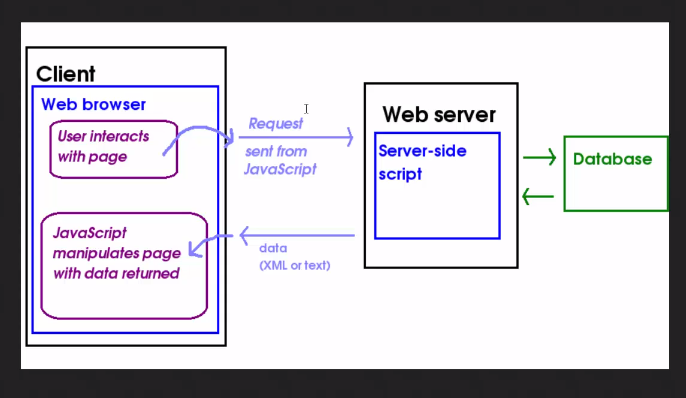 Client
Web browser
User interacts
with page
Request
sent from
JavaScript
Web server
Server-side
script
Database
JavaScript
manipulates page
with data returned
data
(XML or text)